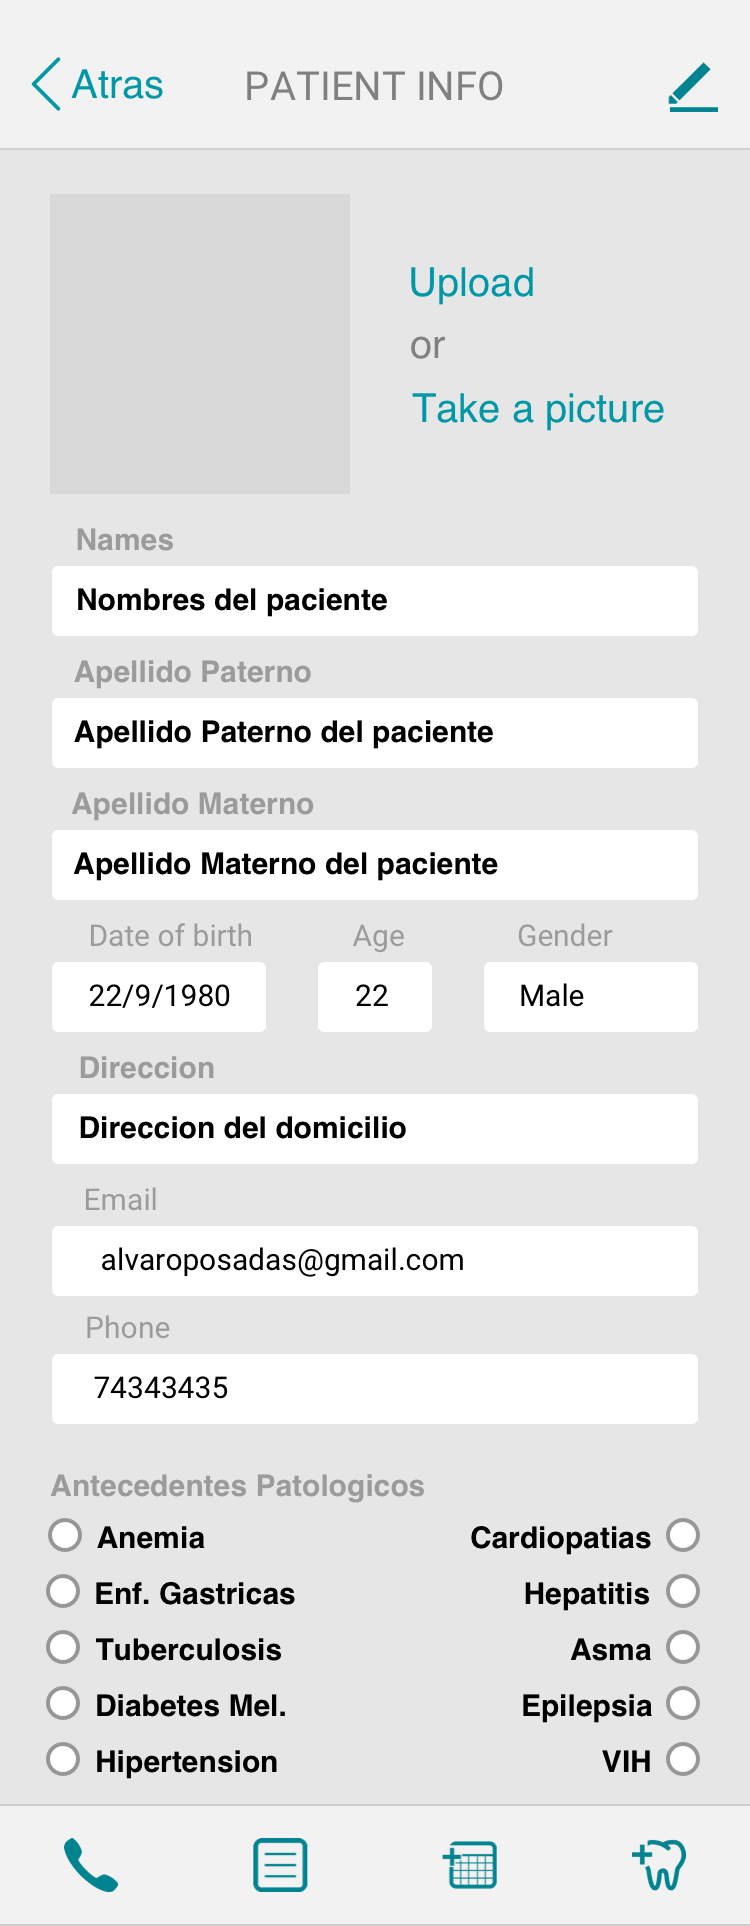 Atras
PATIENT INFO
Upload
or
Take a picture
Names
Nombres del paciente
Apellido Paterno
Apellido Paterno del paciente
Apellido Materno
Apellido Materno del paciente
Date of birth Age Gender
22/9/1980 22 Male
Direccion
Direccion del domicilio
Email
alvaroposadas@gmail.com
Phone
74343435
Antecedentes Patologicos
Anemia Cardiopatias
Enf. Gastricas Hepatitis
Tuberculosis Asma
Diabetes Mel. Epilepsia
Hipertension VIH